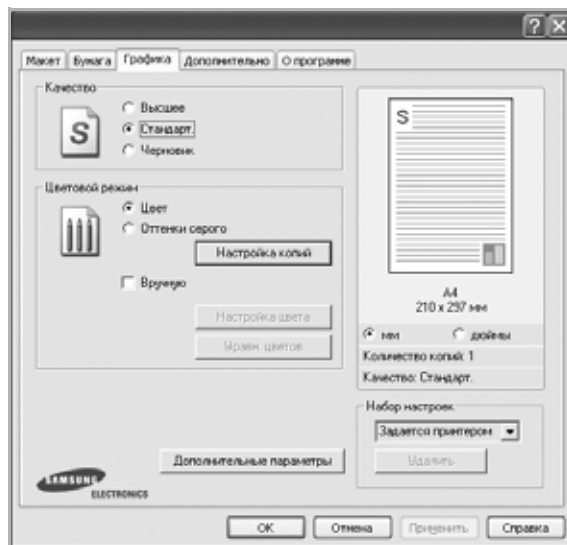 Макет Бумага Графика Дополнительно О программе
Качество
S
Высшее
Стандарт.
Черновик
Цветовой режим
Цвет
Оттенки серого
Настройка копий
Вручную
Настройка цвета
Уравн. цветов
Дополнительные параметры
SAMSUNG
ELECTRONICS
S
A4
210 x 297 мм
мм дюймы
Количество копий: 1
Качество: Стандарт.
Набор настроек
Задается принтером
Удалить
OK Отмена Применить Справка